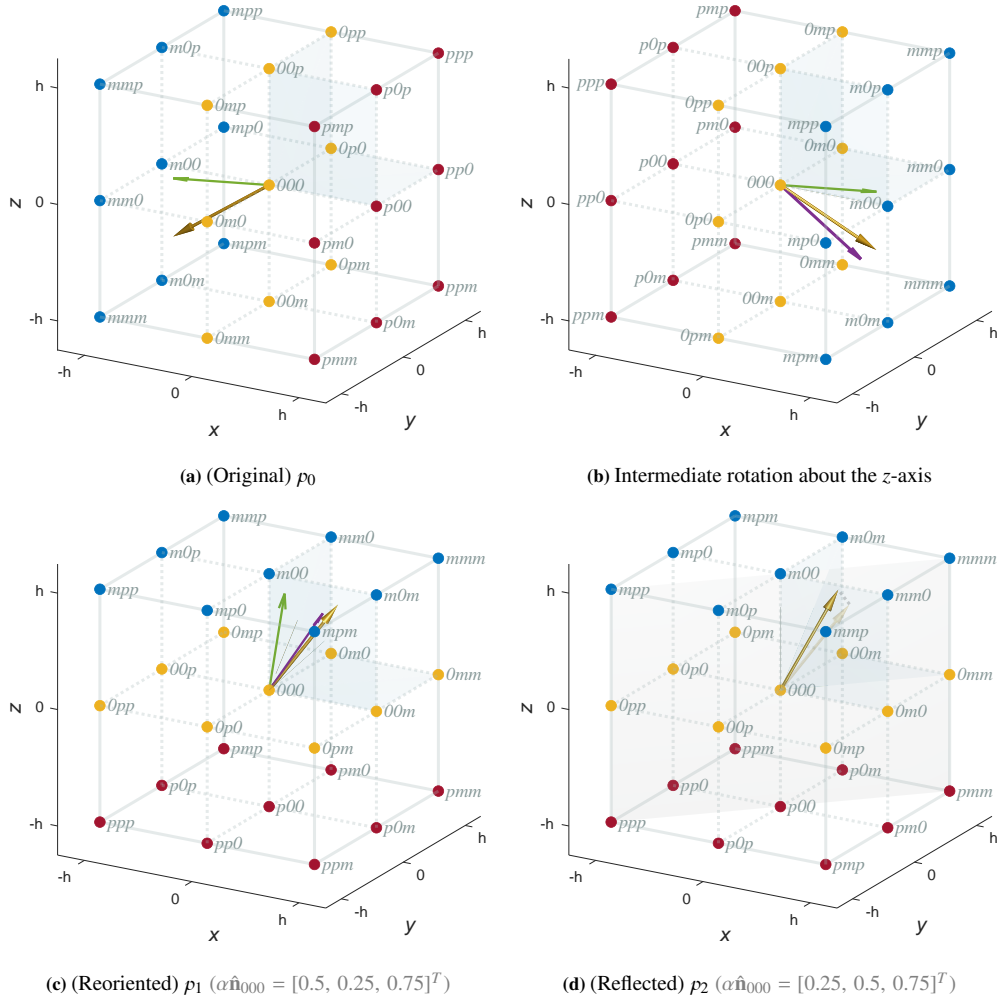 mpp
0pp
m0p
00p
ppp
h
mmp
p0p
0mp
mp0
pmp
0p0
m00
pp0
z
000
0
mm0
p00
0m0
mpm
pm0
0pm
m0m
ppm
00m
-h
mmm
p0m
h
0mm
pmm
0
-h
0
-h
h
x
y
(a) (Original) p0
pmp
0mp
p0p
00p
mmp
h
ppp
m0p
0pp
pm0
mpp
0m0
p00
mm0
z
000
0
pp0
m00
0p0
pmm
mp0
0mm
p0m
mmm
00m
-h
ppm
m0m
h
0pm
mpm
0
-h
0
-h
h
x
y
(b) Intermediate rotation about the z-axis
mmp
mm0
m0p
m00
mmm
h
mpp
m0m
mp0
0mp
mpm
0m0
00p
0mm
z
000
0
0pp
00m
0p0
pmp
0pm
pm0
p0p
pmm
p00
-h
ppp
p0m
h
pp0
ppm
0
-h
0
-h
h
x
y
(c) (Reoriented) p1 (αn̂000 = [0.5, 0.25, 0.75]^T)
mpm
m0m
mp0
m00
mmm
h
mpp
mm0
m0p
0pm
mmp
00m
0p0
0mm
z
000
0
0pp
0m0
00p
ppm
0mp
p0m
pp0
pmm
p00
-h
ppp
pm0
h
p0p
pmp
0
-h
0
-h
h
x
y
(d) (Reflected) p2 (αn̂000 = [0.25, 0.5, 0.75]^T)